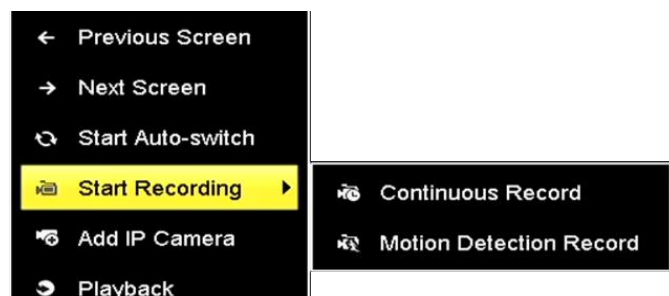 Previous Screen
Next Screen
Start Auto-switch
Start Recording
Continuous Record
Add IP Camera
Motion Detection Record
Playback